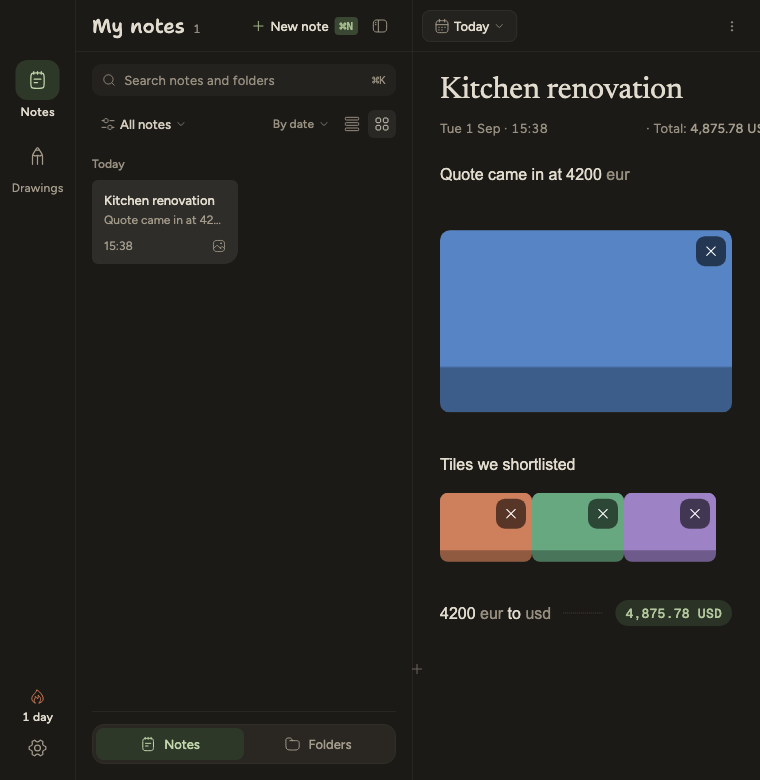 My notes 1
+ New note ⌘N
Today
Notes
Drawings
Search notes and folders ⌘K
All notes
By date
Today
Kitchen renovation
Quote came in at 42...
15:38
Kitchen renovation
Tue 1 Sep · 15:38 · Total: 4,875.78 US
Quote came in at 4200 eur
Tiles we shortlisted
4200 eur to usd 4,875.78 USD
1 day
Notes
Folders